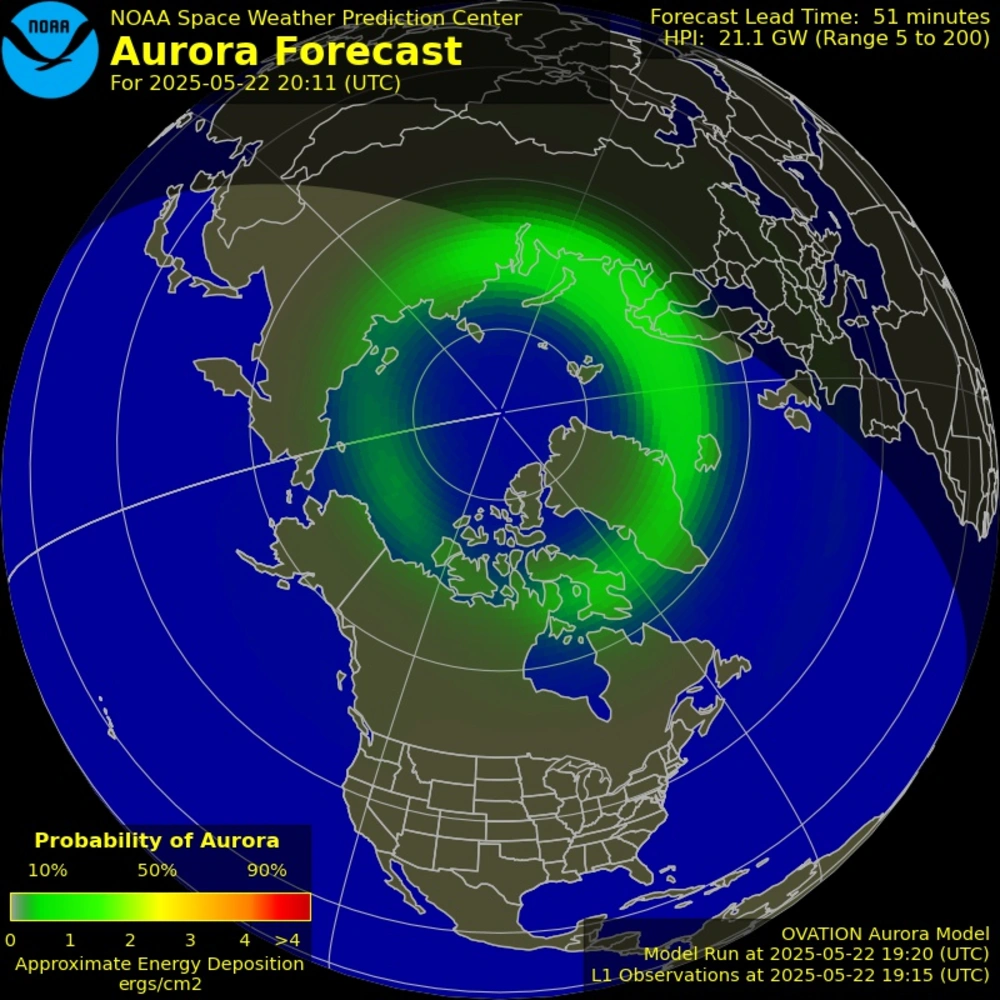 NOAA
NOAA Space Weather Prediction Center
Aurora Forecast
For 2025-05-22 20:11 (UTC)
Forecast Lead Time: 51 minutes
HPI: 21.1 GW (Range 5 to 200)
Probability of Aurora
10% 50% 90%
0 1 2 3 4 >4
Approximate Energy Deposition
ergs/cm2
OVATION Aurora Model
Model Run at 2025-05-22 19:20 (UTC)
L1 Observations at 2025-05-22 19:15 (UTC)